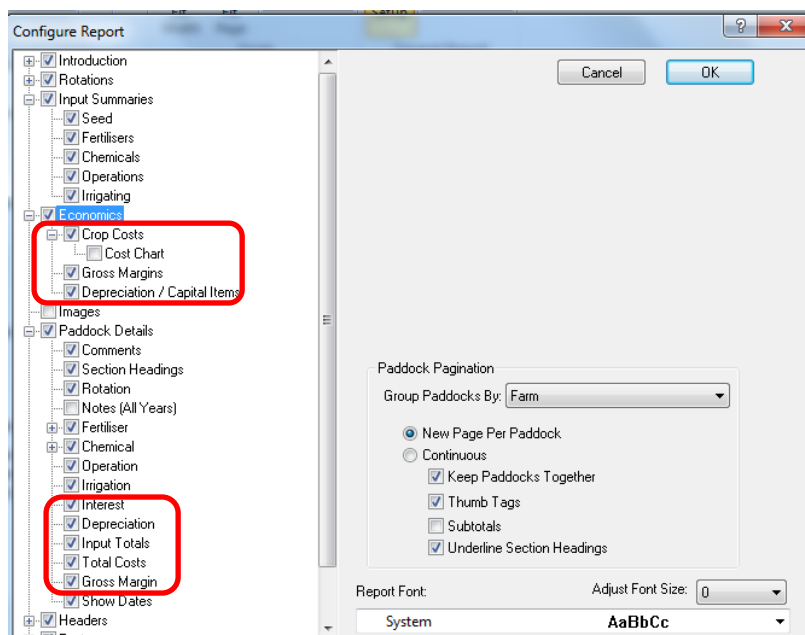 Setup
Configure Report
Introduction
Rotations
Input Summaries
Seed
Fertilisers
Chemicals
Operations
Irrigating
Economics
Crop Costs
Cost Chart
Gross Margins
Depreciation / Capital Items
Images
Paddock Details
Comments
Section Headings
Rotation
Notes (All Years)
Fertiliser
Chemical
Operation
Irrigation
Interest
Depreciation
Input Totals
Total Costs
Gross Margin
Show Dates
Headers
Cancel OK
Paddock Pagination
Group Paddocks By: Farm
New Page Per Paddock
Continuous
Keep Paddocks Together
Thumb Tags
Subtotals
Underline Section Headings
Report Font: Adjust Font Size: 0
System AaBbCc